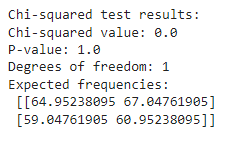 Chi-squared test results:
Chi-squared value: 0.0
P-value: 1.0
Degrees of freedom: 1
Expected frequencies:
[[64.95238095 67.04761905]
[59.04761905 60.95238095]]